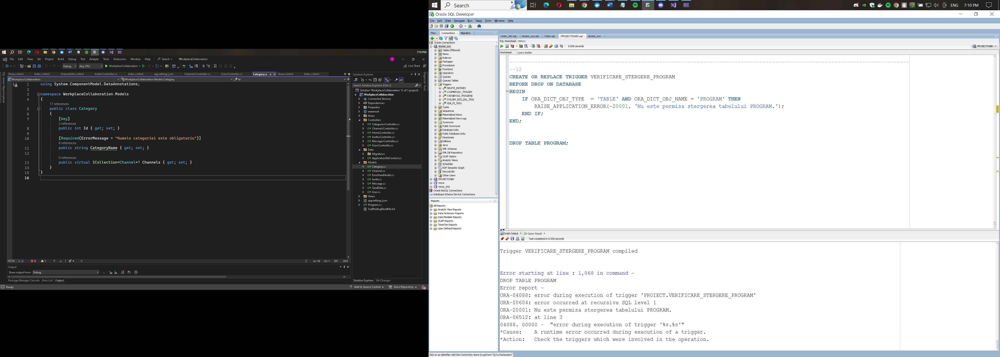 7:10 PM
File Edit View Git Project Build Debug Test Analyze Tools Extensions Window Help Search WorkplaceCollaboration
Debug Any CPU WorkplaceCollaboration Live Share
Show.cshtml Index.cshtml ChannelInfo.cshtml InvitesController.cs Index.cshtml appsettings.json ChannelsController.cs UsersController.cs Category.cs Show.cshtml Index.cshtml
WorkplaceCollaboration WorkplaceCollaboration.Models.Category Id
SQL Server Object Explorer
1 using System.ComponentModel.DataAnnotations;
2
3 namespace WorkplaceCollaboration.Models
4 {
17 references
5 public class Category
6 {
7 [Key]
3 references
8 public int Id { get; set; }
9
10 [Required(ErrorMessage = "Numele categoriei este obligatoriu")]
8 references
11 public string CategoryName { get; set; }
12
0 references
13 public virtual ICollection<Channel>? Channels { get; set; }
14 }
15 }
16
133 % 0 1 Ln: 16 Ch: 1 SPC CRLF
Output
Show output from: Debug
Package Manager Console Error List Output
Ready
Solution Explorer
Search Solution Explorer (Ctrl+;)
Solution 'WorkplaceCollaboration' (1 of 1 project)
WorkplaceCollaboration
Connected Services
Dependencies
Properties
wwwroot
Areas
Controllers
C# CategoriesController.cs
C# ChannelsController.cs
C# HomeController.cs
C# InvitesController.cs
C# MessagesController.cs
C# UsersController.cs
Data
Migrations
C# ApplicationDbContext.cs
Models
C# Category.cs
C# Channel.cs
C# ErrorViewModel.cs
C# Invite.cs
C# Message.cs
C# SeedData.cs
C# User.cs
Views
appsettings.json
C# Program.cs
ScaffoldingReadMe.txt
Solution Explorer Git Changes
Add to Source Control Select Repository
Diagnostic Tools
Search
ENG 7:10 PM
Oracle SQL Developer
File Edit View Navigate Run Team Tools Window Help
Files Connections Migration
Oracle Connections
docker_sys
Tables (Filtered)
Views
Indexes
Packages
Procedures
Functions
Operators
Queues
Queues Tables
Triggers
DELETE_ENTRIES
LOGMNRGGC_TRIGGER
OJDS$ROLE_TRIGGER$
SYSLSBY_EDS_DDL_TRIG
XDB_PI_TRIG
Types
Sequences
Materialized Views
Materialized View Logs
Synonyms
Public Synonyms
Database Links
Public Database Links
Directories
Editions
Java
XML Schemas
XML DB Repository
OLAP Option
Analytic Views
Scheduler
RDF Semantic Graph
Recycle Bin
Other Users
PROIECTSGBD
Victor
Victor_242
Oracle NoSQL Connections
Database Schema Service Connections
Reports
All Reports
Analytic View Reports
Data Dictionary Reports
Data Modeler Reports
OLAP Reports
TimesTen Reports
User Defined Reports
Click on an identifier with the Control key down to perform "Go to Declaration"
Victor_242.sql docker_sys.sql Victor.sql PROIECTSGBD.sql docker_sys
SQL Worksheet History
0.036 seconds PROIECTSGBD
Worksheet Query Builder
--12
CREATE OR REPLACE TRIGGER VERIFICARE_STERGERE_PROGRAM
BEFORE DROP ON DATABASE
BEGIN
IF ORA_DICT_OBJ_TYPE = 'TABLE' AND ORA_DICT_OBJ_NAME = 'PROGRAM' THEN
RAISE_APPLICATION_ERROR(-20001, 'Nu este permisa stergerea tabelului PROGRAM.');
END IF;
END;
DROP TABLE PROGRAM;
Script Output Query Result
Task completed in 0.036 seconds
Trigger VERIFICARE_STERGERE_PROGRAM compiled
Error starting at line : 1,068 in command -
DROP TABLE PROGRAM
Error report -
ORA-04088: error during execution of trigger 'PROIECT.VERIFICARE_STERGERE_PROGRAM'
ORA-00604: error occurred at recursive SQL level 1
ORA-20001: Nu este permisa stergerea tabelului PROGRAM.
ORA-06512: at line 3
04088. 00000 - "error during execution of trigger '%s.%s'"
*Cause: A runtime error occurred during execution of a trigger.
*Action: Check the triggers which were involved in the operation.